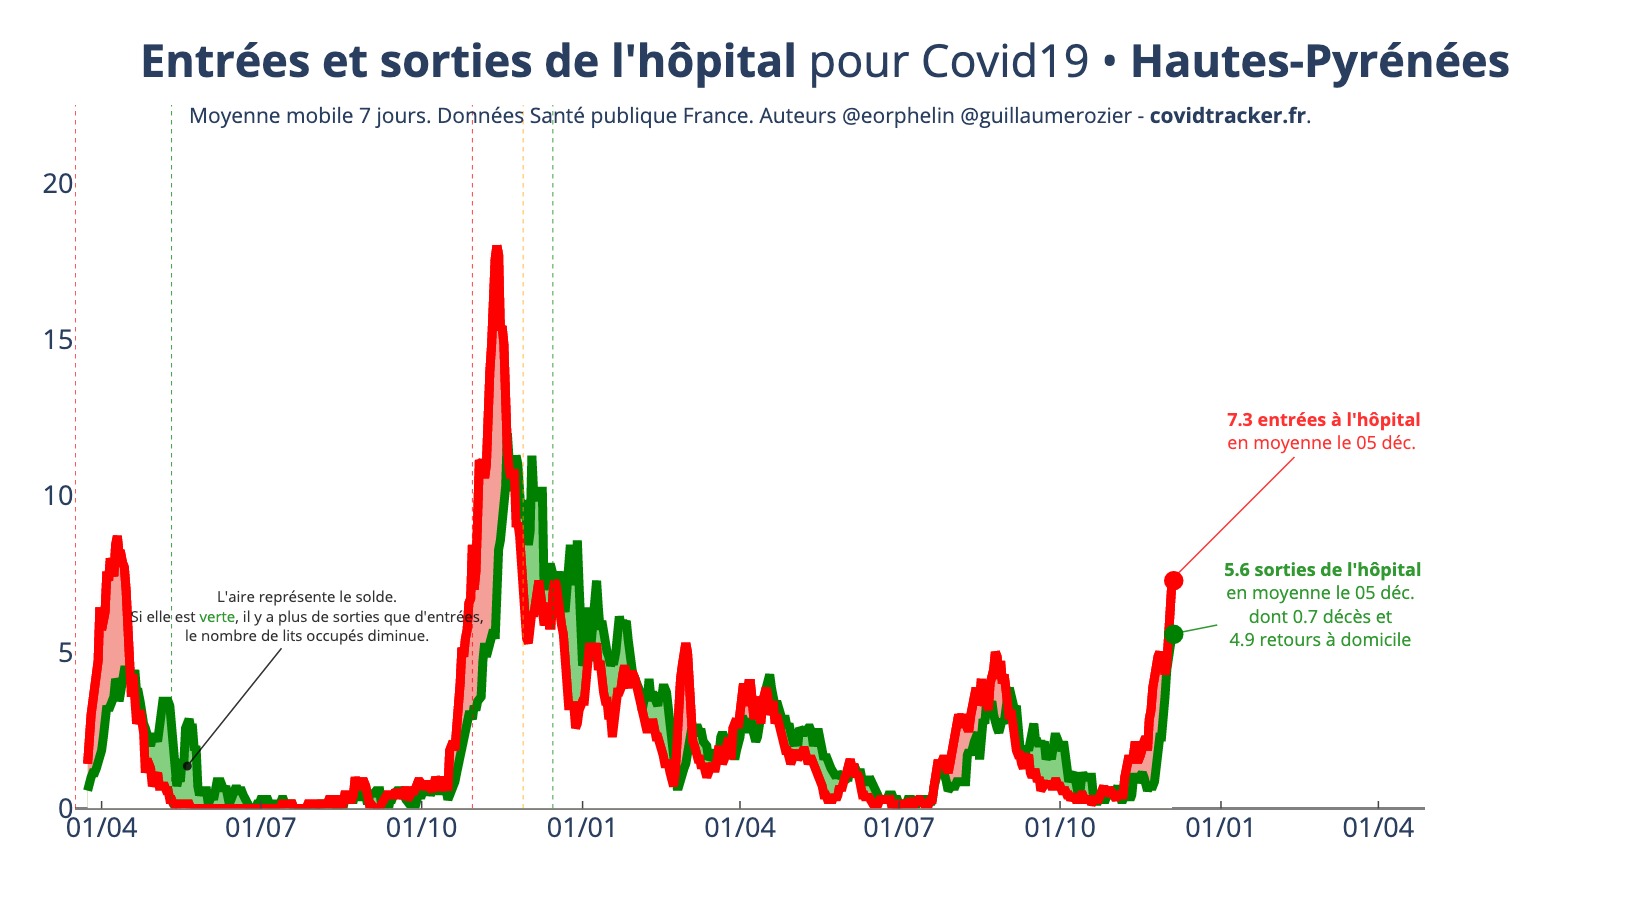 Entrées et sorties de l'hôpital pour Covid19 • Hautes-Pyrénées
Moyenne mobile 7 jours. Données Santé publique France. Auteurs @eorphelin @guillaumerozier - covidtracker.fr.
20
15
10
5
0
7.3 entrées à l'hôpital
en moyenne le 05 déc.
5.6 sorties de l'hôpital
en moyenne le 05 déc.
dont 0.7 décès et
4.9 retours à domicile
L'aire représente le solde.
Si elle est verte, il y a plus de sorties que d'entrées,
le nombre de lits occupés diminue.
01/04 01/07 01/10 01/01 01/04 01/07 01/10 01/01 01/04